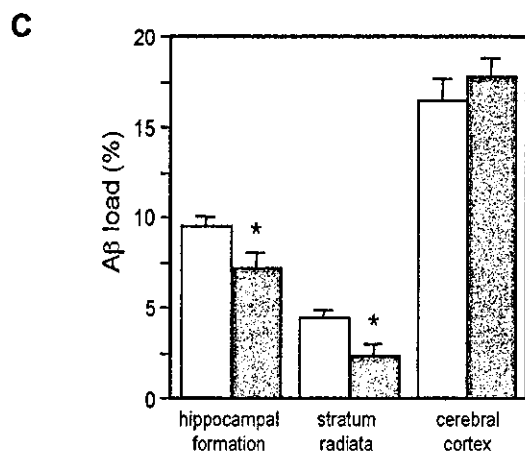 C
20
15
10
5
0
Aβ load (%)
*
*
hippocampal
formation
stratum
radiata
cerebral
cortex